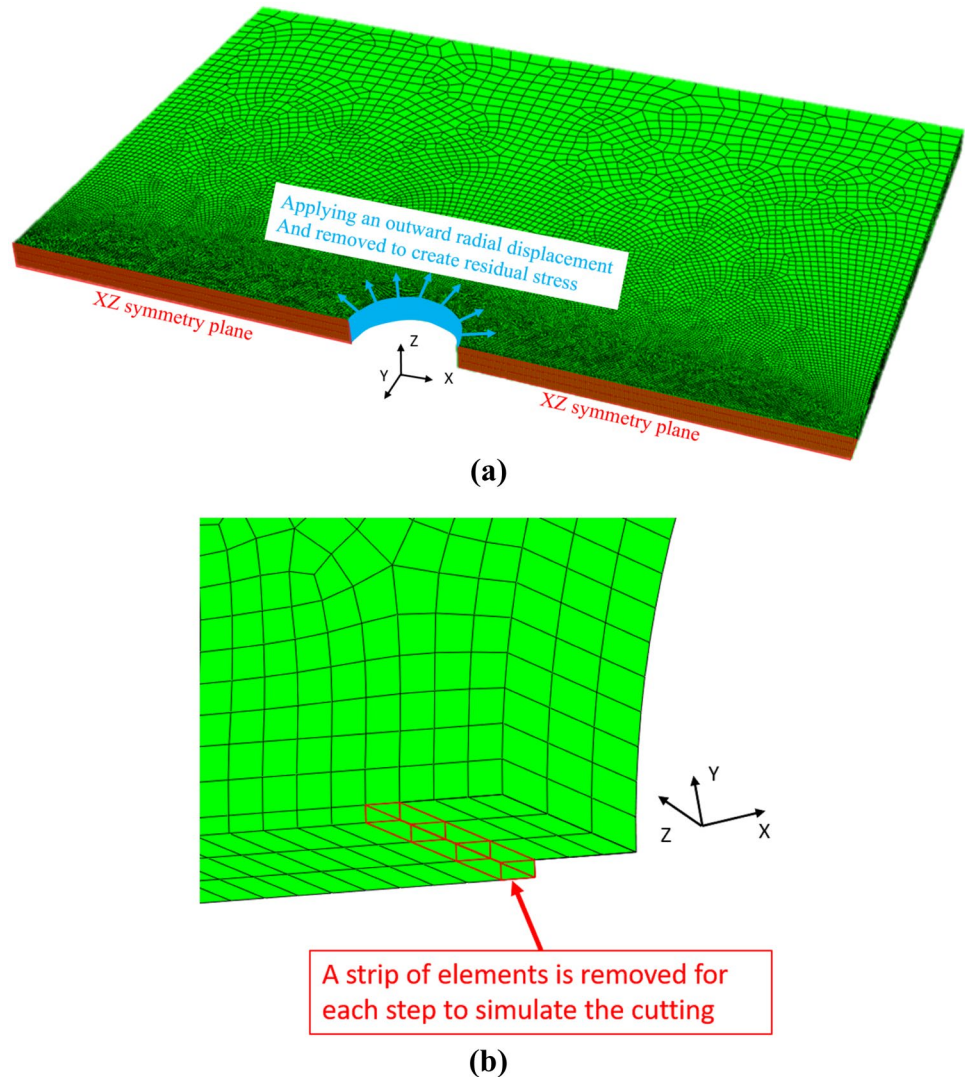 Applying an outward radial displacement
And removed to create residual stress
XZ symmetry plane
Z
Y
X
XZ symmetry plane
(a)
Y
Z
X
A strip of elements is removed for
each step to simulate the cutting
(b)